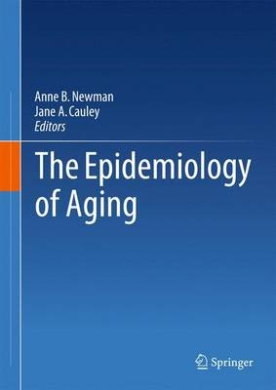 Anne B. Newman
Jane A. Cauley
Editors
The Epidemiology
of Aging
Springer